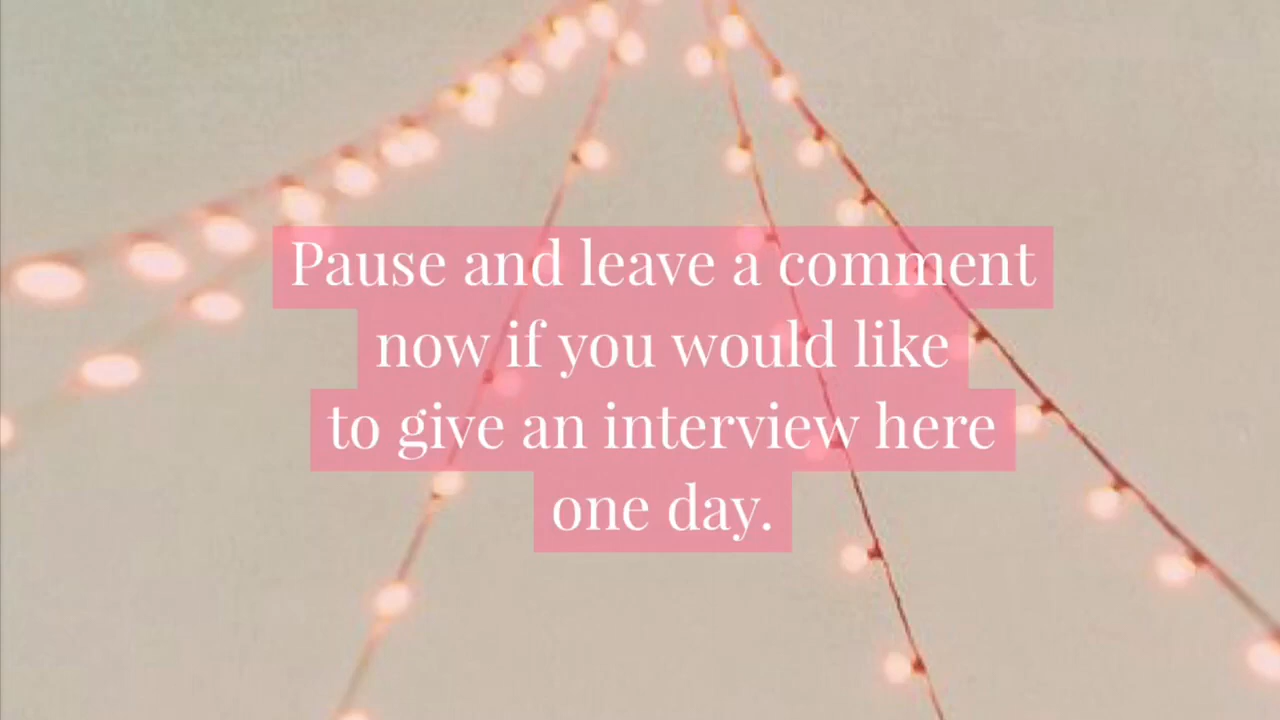 Pause and leave a comment
now if you would like
to give an interview here
one day.